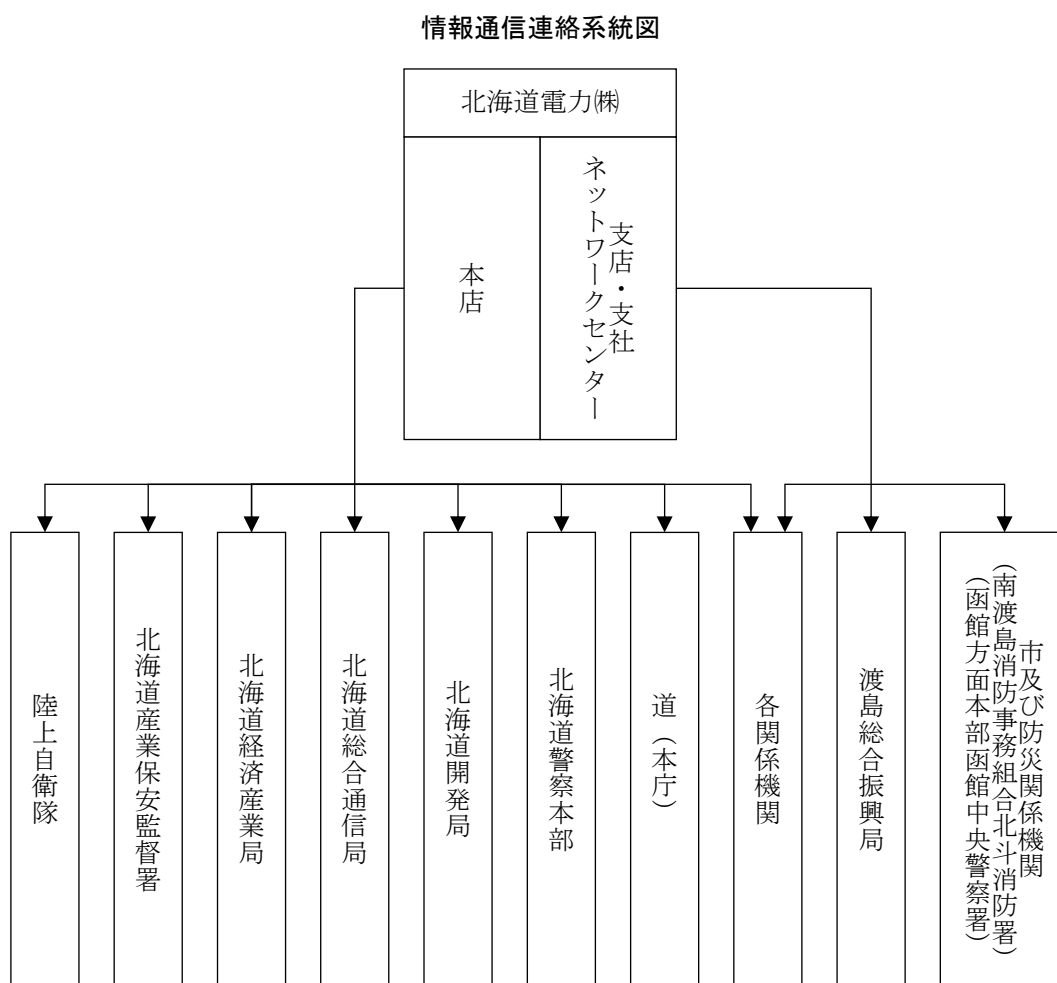 情報通信連絡系統図
北海道電力㈱
本店
支店・支社
ネットワークセンター
陸上自衛隊
北海道産業保安監督署
北海道経済産業局
北海道総合通信局
北海道開発局
北海道警察本部
道（本庁）
各関係機関
渡島総合振興局
市及び防災関係機関
（南渡島消防事務組合北斗消防署）
（函館方面本部函館中央警察署）